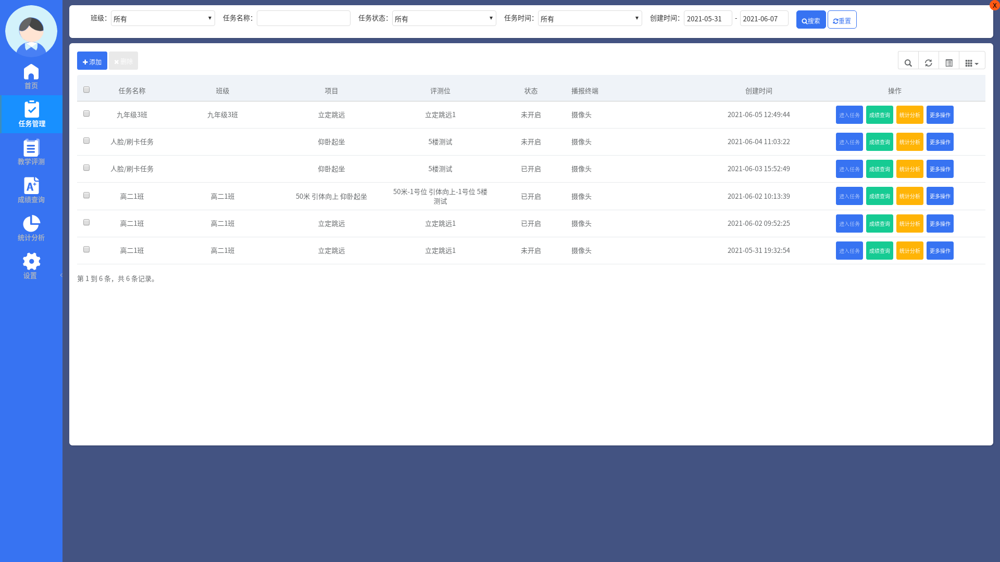 X
班级： 所有 任务名称： 任务状态： 所有 任务时间： 所有 创建时间： 2021-05-31 - 2021-06-07 搜索 重置
首页
任务管理
教学评测
A+
成绩查询
统计分析
设置
添加 删除
任务名称 班级 项目 评测位 状态 播报终端 创建时间 操作
九年级3班 九年级3班 立定跳远 立定跳远1 未开启 摄像头 2021-06-05 12:49:44 进入任务 成绩查询 统计分析 更多操作
人脸/刷卡任务 仰卧起坐 5楼测试 未开启 摄像头 2021-06-04 11:03:22 进入任务 成绩查询 统计分析 更多操作
人脸/刷卡任务 仰卧起坐 5楼测试 已开启 摄像头 2021-06-03 15:52:49 进入任务 成绩查询 统计分析 更多操作
高二1班 高二1班 50米 引体向上 仰卧起坐 50米-1号位 引体向上-1号位 5楼 已开启 摄像头 2021-06-02 10:13:39 进入任务 成绩查询 统计分析 更多操作
测试
高二1班 高二1班 立定跳远 立定跳远1 已开启 摄像头 2021-06-02 09:52:25 进入任务 成绩查询 统计分析 更多操作
高二1班 高二1班 立定跳远 立定跳远1 未开启 摄像头 2021-05-31 19:32:54 进入任务 成绩查询 统计分析 更多操作
第 1 到 6 条，共 6 条记录。